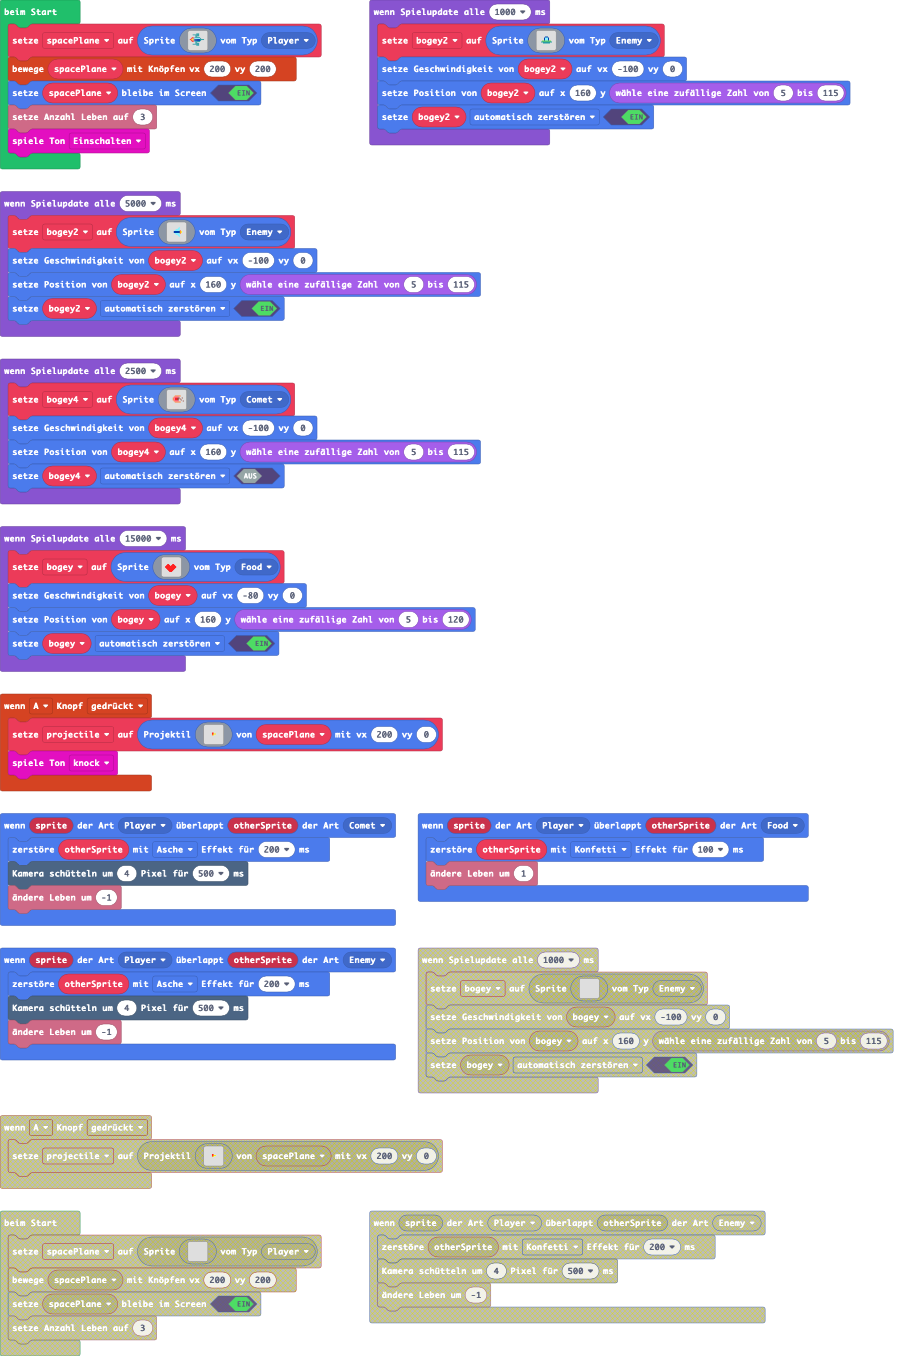 beim Start
setze spacePlane auf Sprite vom Typ Player
bewege spacePlane mit Knöpfen vx 200 vy 200
setze spacePlane bleibe im Screen EIN
setze Anzahl Leben auf 3
spiele Ton Einschalten
wenn Spielupdate alle 1000 ms
setze bogey2 auf Sprite vom Typ Enemy
setze Geschwindigkeit von bogey2 auf vx -100 vy 0
setze Position von bogey2 auf x 160 y wähle eine zufällige Zahl von 5 bis 115
setze bogey2 automatisch zerstören EIN
wenn Spielupdate alle 5000 ms
setze bogey2 auf Sprite vom Typ Enemy
setze Geschwindigkeit von bogey2 auf vx -100 vy 0
setze Position von bogey2 auf x 160 y wähle eine zufällige Zahl von 5 bis 115
setze bogey2 automatisch zerstören EIN
wenn Spielupdate alle 2500 ms
setze bogey4 auf Sprite vom Typ Comet
setze Geschwindigkeit von bogey4 auf vx -100 vy 0
setze Position von bogey4 auf x 160 y wähle eine zufällige Zahl von 5 bis 115
setze bogey4 automatisch zerstören AUS
wenn Spielupdate alle 15000 ms
setze bogey auf Sprite vom Typ Food
setze Geschwindigkeit von bogey auf vx -80 vy 0
setze Position von bogey auf x 160 y wähle eine zufällige Zahl von 5 bis 120
setze bogey automatisch zerstören EIN
wenn A Knopf gedrückt
setze projectile auf Projektil von spacePlane mit vx 200 vy 0
spiele Ton knock
wenn sprite der Art Player überlappt otherSprite der Art Comet
zerstöre otherSprite mit Asche Effekt für 200 ms
Kamera schütteln um 4 Pixel für 500 ms
ändere Leben um -1
wenn sprite der Art Player überlappt otherSprite der Art Food
zerstöre otherSprite mit Konfetti Effekt für 100 ms
ändere Leben um 1
wenn sprite der Art Player überlappt otherSprite der Art Enemy
zerstöre otherSprite mit Asche Effekt für 200 ms
Kamera schütteln um 4 Pixel für 500 ms
ändere Leben um -1
wenn Spielupdate alle 1000 ms
setze bogey auf Sprite vom Typ Enemy
setze Geschwindigkeit von bogey auf vx -100 vy 0
setze Position von bogey auf x 160 y wähle eine zufällige Zahl von 5 bis 115
setze bogey automatisch zerstören EIN
wenn A Knopf gedrückt
setze projectile auf Projektil von spacePlane mit vx 200 vy 0
beim Start
setze spacePlane auf Sprite vom Typ Player
bewege spacePlane mit Knöpfen vx 200 vy 200
setze spacePlane bleibe im Screen EIN
setze Anzahl Leben auf 3
wenn sprite der Art Player überlappt otherSprite der Art Enemy
zerstöre otherSprite mit Konfetti Effekt für 200 ms
Kamera schütteln um 4 Pixel für 500 ms
ändere Leben um -1